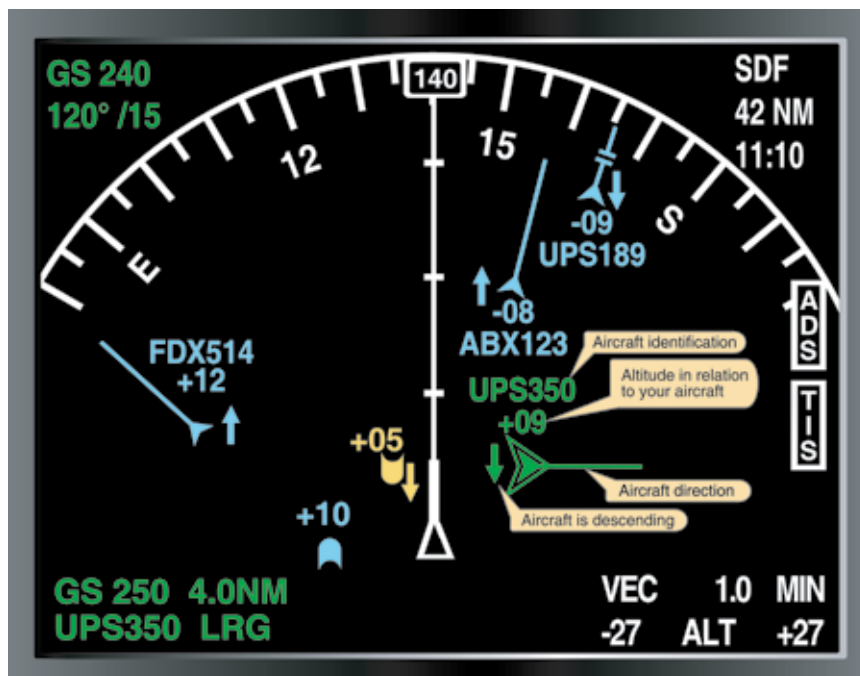 GS 240
120° /15
140
SDF
42 NM
11:10
E
12
15
S
-09
UPS189
-08
ABX123
FDX514
+12
ADS
TIS
UPS350
+09
Aircraft identification
Altitude in relation
to your aircraft
+05
Aircraft direction
Aircraft is descending
+10
GS 250 4.0NM
UPS350 LRG
VEC 1.0 MIN
-27 ALT +27